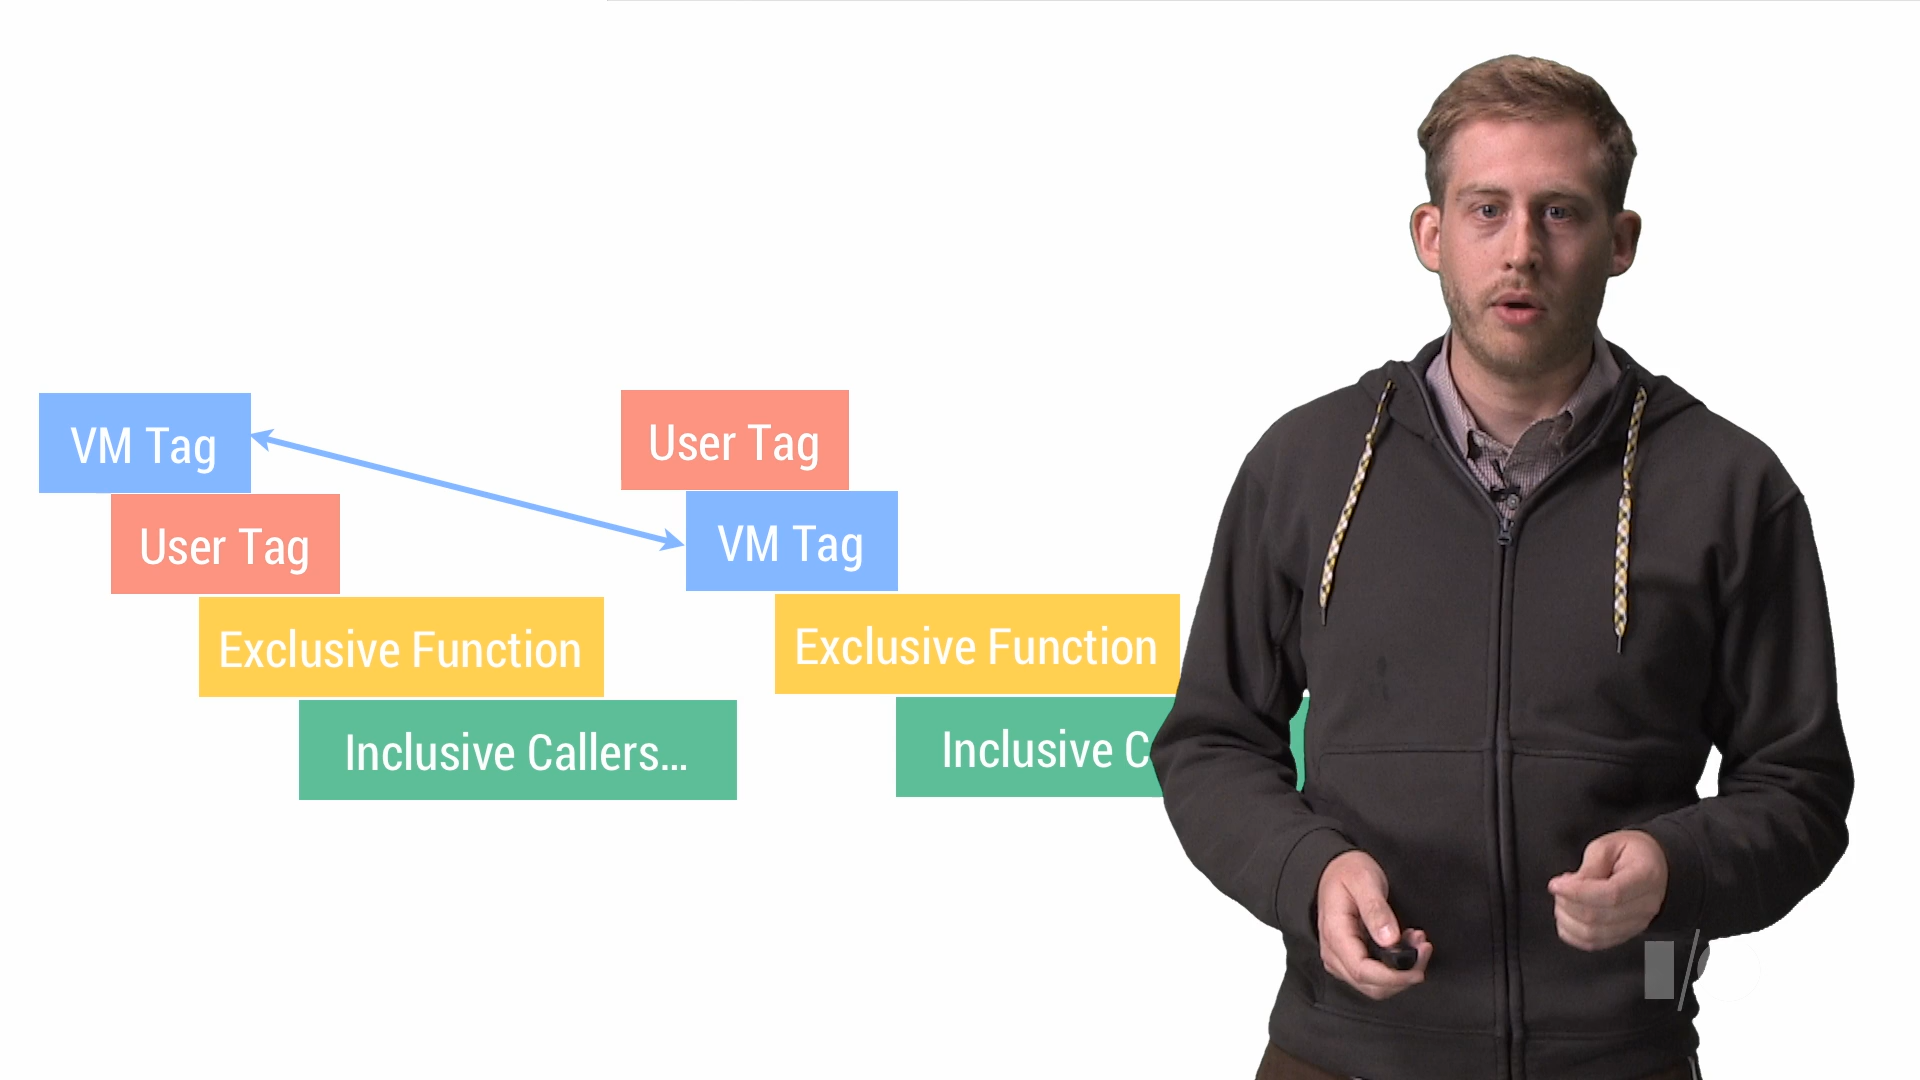 VM Tag
User Tag
Exclusive Function
Inclusive Callers...
User Tag
VM Tag
Exclusive Function
Inclusive C
I/O